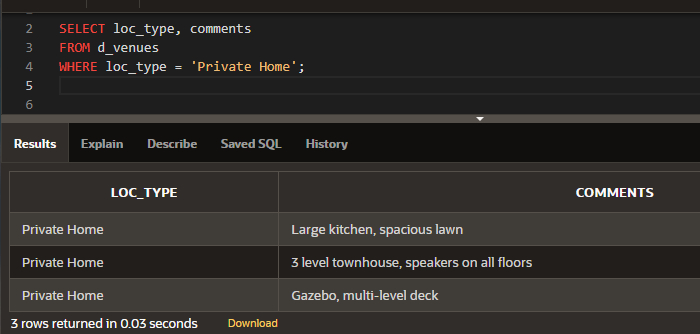 2 SELECT loc_type, comments
3 FROM d_venues
4 WHERE loc_type = 'Private Home';
5
6
Results Explain Describe Saved SQL History
LOC_TYPE COMMENTS
Private Home Large kitchen, spacious lawn
Private Home 3 level townhouse, speakers on all floors
Private Home Gazebo, multi-level deck
3 rows returned in 0.03 seconds Download